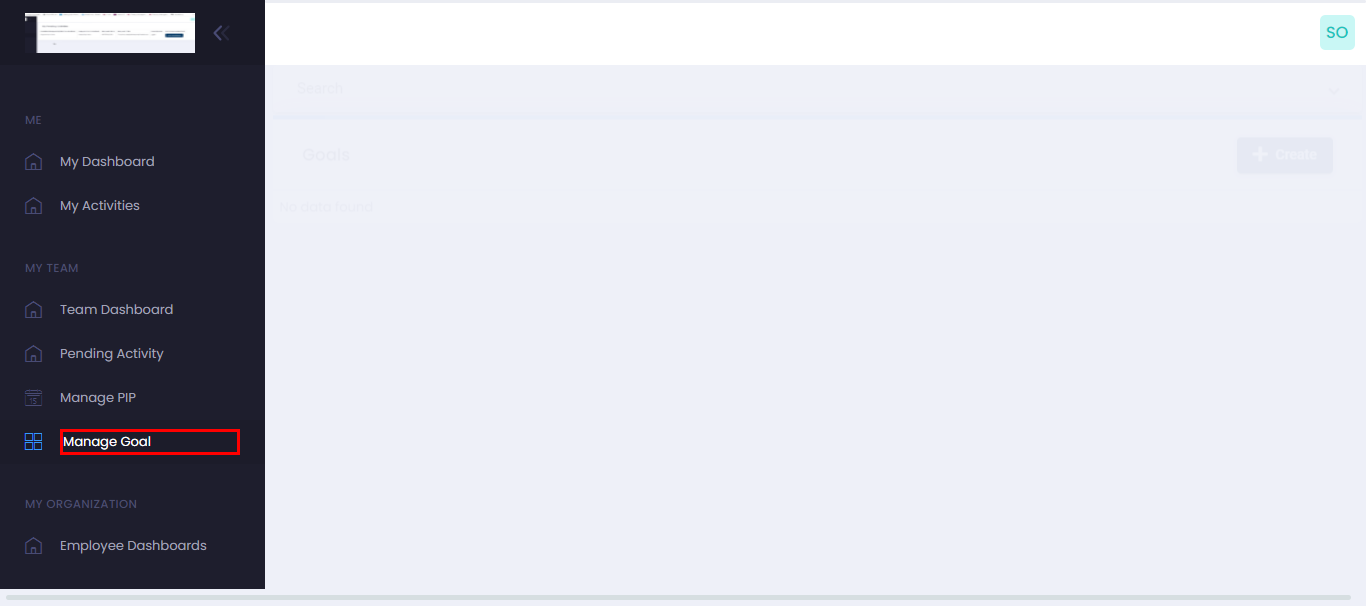 SO
ME
My Dashboard
My Activities
MY TEAM
Team Dashboard
Pending Activity
Manage PIP
Manage Goal
MY ORGANIZATION
Employee Dashboards
Search
Goals
Create
No data found